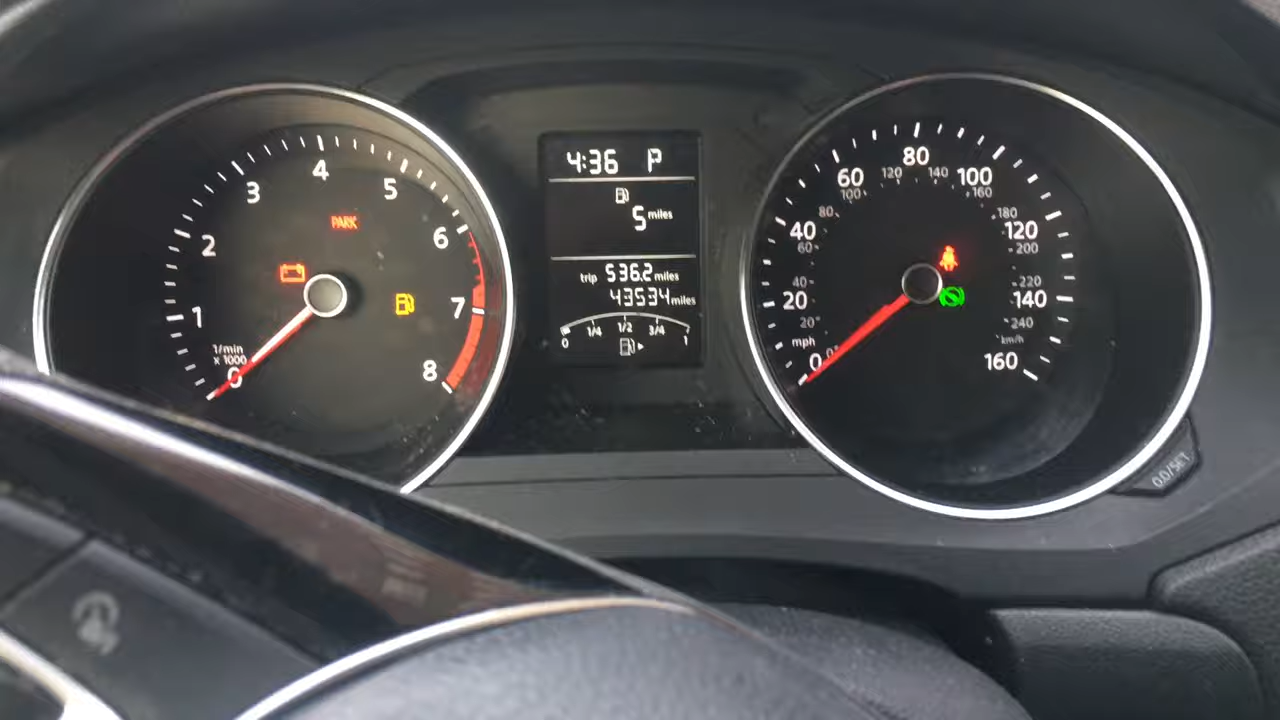 1/min
x 1000
0
1
2
3
4
5
6
7
8
PARK
4:36 P
5 miles
trip 536.2 miles
43534 miles
0 1/4 1/2 3/4 1
mph
0
20
40
60
80
100
120
140
160
0
20
40
60
80
100
120
140
160
180
200
220
240
km/h
0.0/SET